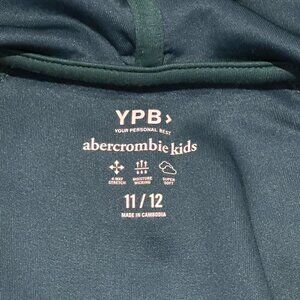 YPB
YOUR PERSONAL BEST
abercrombie kids
4-WAY STRETCH
MOISTURE WICKING
SUPER SOFT
11 / 12
MADE IN CAMBODIA